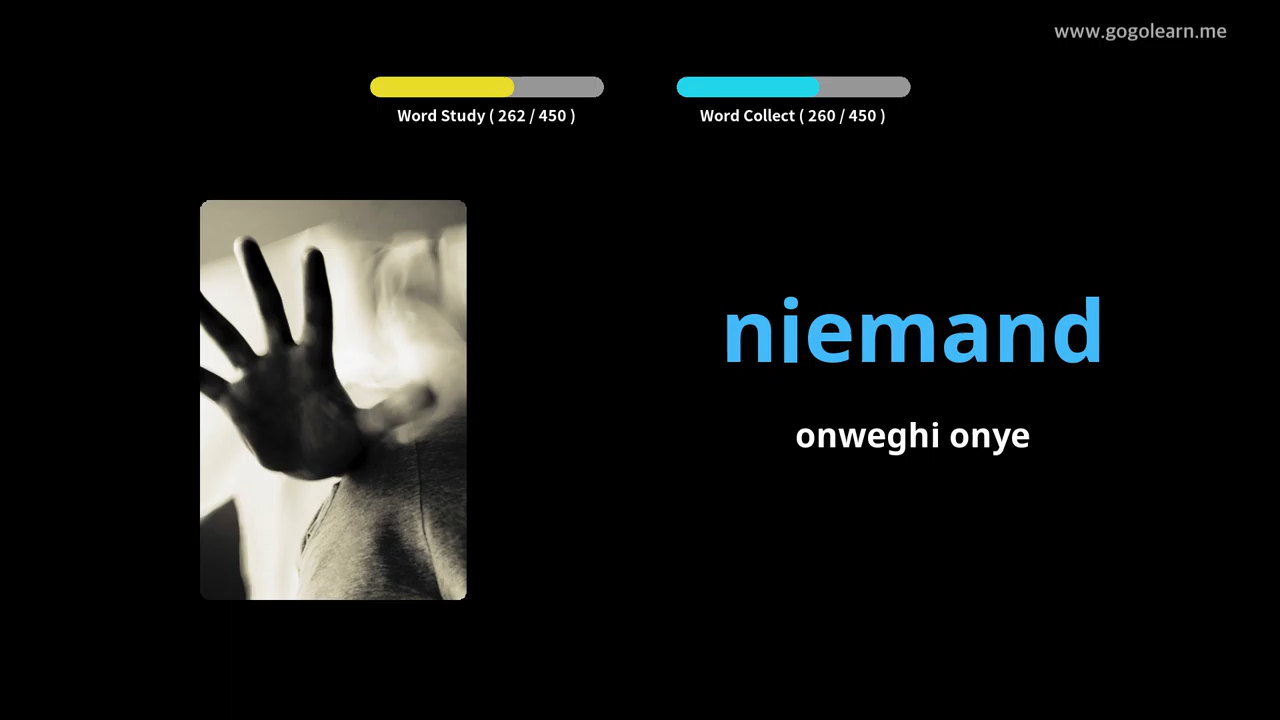 www.gogolearn.me
Word Study ( 262 / 450 )
Word Collect ( 260 / 450 )
niemand
onweghi onye